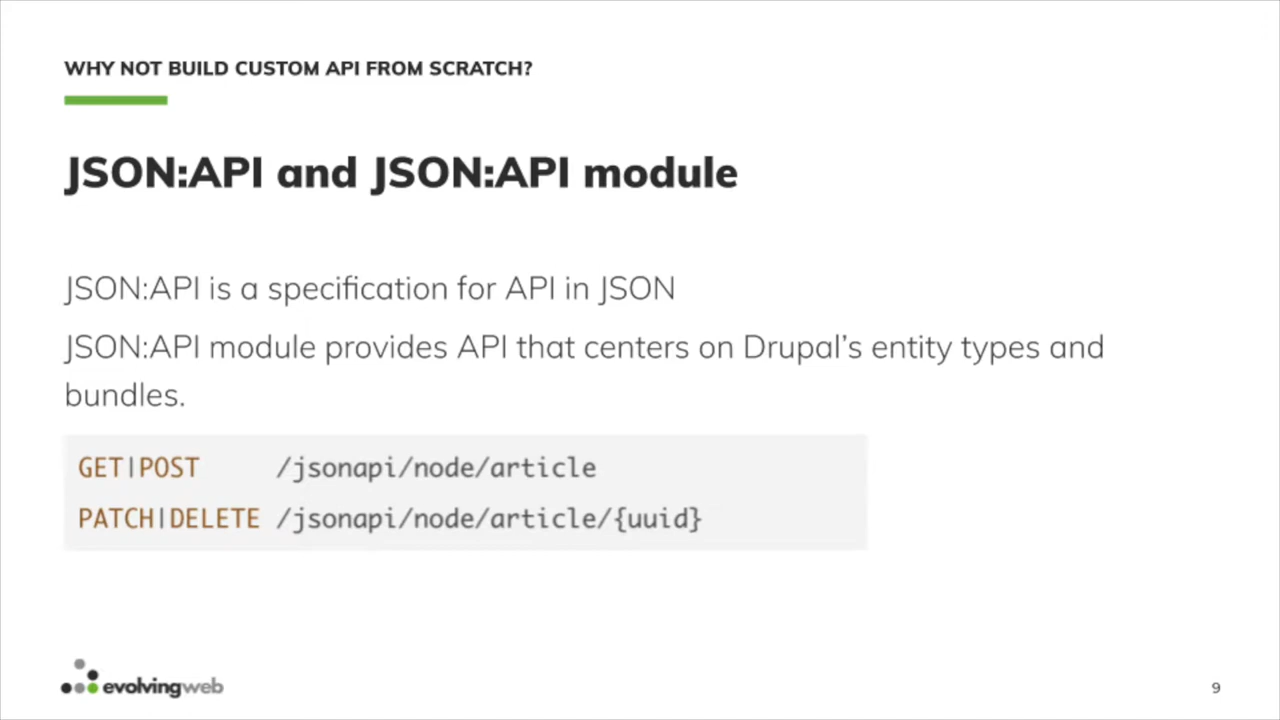 WHY NOT BUILD CUSTOM API FROM SCRATCH?
JSON:API and JSON:API module
JSON:API is a specification for API in JSON
JSON:API module provides API that centers on Drupal’s entity types and
bundles.
GET|POST /jsonapi/node/article
PATCH|DELETE /jsonapi/node/article/{uuid}
evolvingweb
9